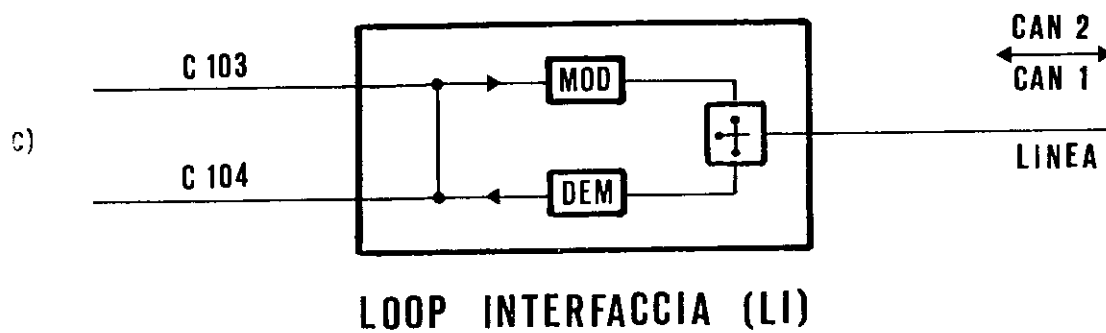 CAN 2
C 103
CAN 1
MOD
c)
LINEA
C 104
DEM
LOOP INTERFACCIA (LI)